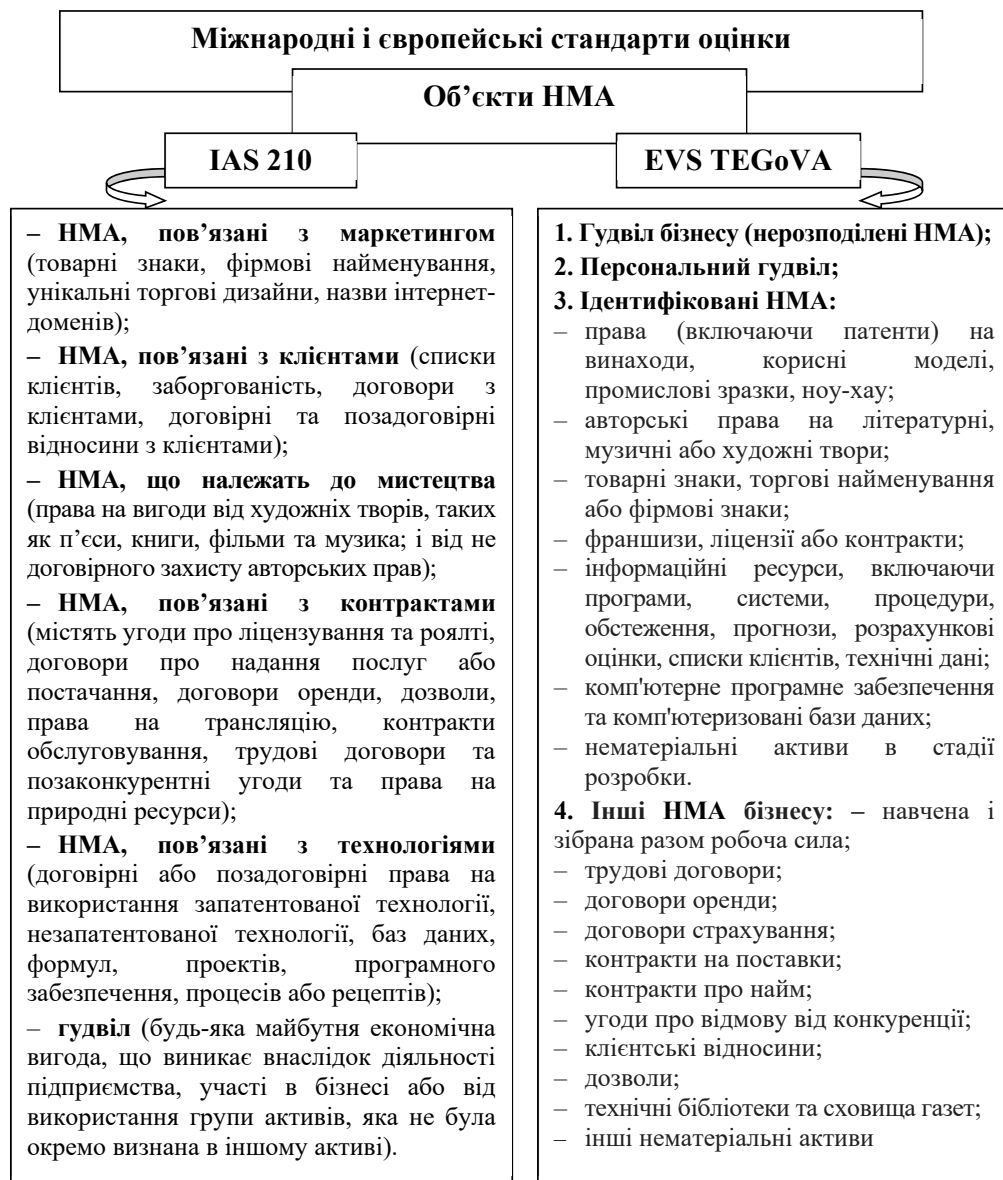 Міжнародні і європейські стандарти оцінки
Об’єкти НМА
IAS 210
EVS TEGoVA
– НМА, пов’язані з маркетингом
(товарні знаки, фірмові найменування,
унікальні торгові дизайни, назви інтернет-
доменів);
– НМА, пов’язані з клієнтами (списки
клієнтів, заборгованість, договори з
клієнтами, договірні та позадоговірні
відносини з клієнтами);
– НМА, що належать до мистецтва
(права на вигоди від художніх творів, таких
як п’єси, книги, фільми та музика; і від не
договірного захисту авторських прав);
– НМА, пов’язані з контрактами
(містять угоди про ліцензування та роялті,
договори про надання послуг або
постачання, договори оренди, дозволи,
права на трансляцію, контракти
обслуговування, трудові договори та
позаконкурентні угоди та права на
природні ресурси);
– НМА, пов’язані з технологіями
(договірні або позадоговірні права на
використання запатентованої технології,
незапатентованої технології, баз даних,
формул, проектів, програмного
забезпечення, процесів або рецептів);
– гудвіл (будь-яка майбутня економічна
вигода, що виникає внаслідок діяльності
підприємства, участі в бізнесі або від
використання групи активів, яка не була
окремо визнана в іншому активі).
1. Гудвіл бізнесу (нерозподілені НМА);
2. Персональний гудвіл;
3. Ідентифіковані НМА:
– права (включаючи патенти) на
винаходи, корисні моделі,
промислові зразки, ноу-хау;
– авторські права на літературні,
музичні або художні твори;
– товарні знаки, торгові найменування
або фірмові знаки;
– франшизи, ліцензії або контракти;
– інформаційні ресурси, включаючи
програми, системи, процедури,
обстеження, прогнози, розрахункові
оцінки, списки клієнтів, технічні дані;
– комп'ютерне програмне забезпечення
та комп'ютеризовані бази даних;
– нематеріальні активи в стадії
розробки.
4. Інші НМА бізнесу: – навчена і
зібрана разом робоча сила;
– трудові договори;
– договори оренди;
– договори страхування;
– контракти на поставки;
– контракти про найм;
– угоди про відмову від конкуренції;
– клієнтські відносини;
– дозволи;
– технічні бібліотеки та сховища газет;
– інші нематеріальні активи